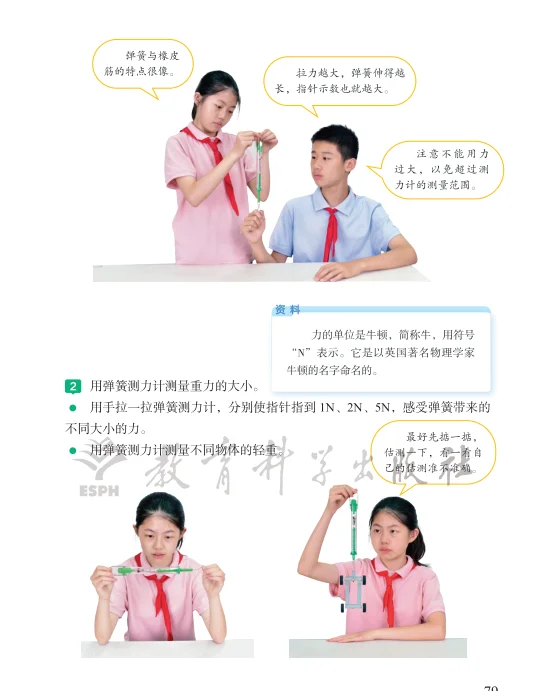 弹簧与橡皮
筋的特点很像。
拉力越大，弹簧伸得越
长，指针示数也就越大。
注意不能用力
过大，以免超过测
力计的测量范围。
资料
力的单位是牛顿，简称牛，用符号
“N”表示。它是以英国著名物理学家
牛顿的名字命名的。
2 用弹簧测力计测量重力的大小。
● 用手拉一拉弹簧测力计，分别使指针指到 1N、2N、5N，感受弹簧带来的
不同大小的力。
● 用弹簧测力计测量不同物体的轻重。
最好先掂一掂，
估测一下，看一看自
己的估测准不准确。
ESPH 教育科学出版社